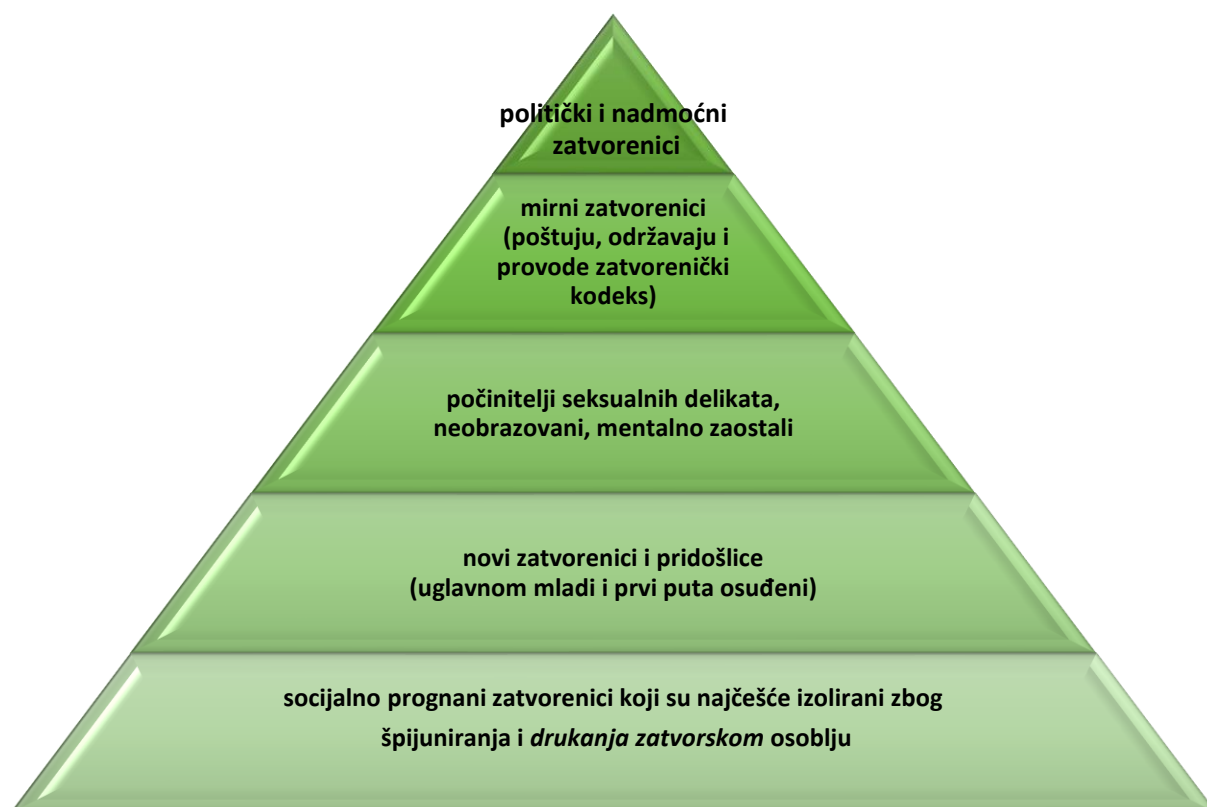 politički i nadmoćni
zatvorenici
mirni zatvorenici
(poštuju, održavaju i
provode zatvorenički
kodeks)
počinitelji seksualnih delikata,
neobrazovani, mentalno zaostali
novi zatvorenici i pridošlice
(uglavnom mladi i prvi puta osuđeni)
socijalno prognani zatvorenici koji su najčešće izolirani zbog
špijuniranja i drukanja zatvorskom osoblju